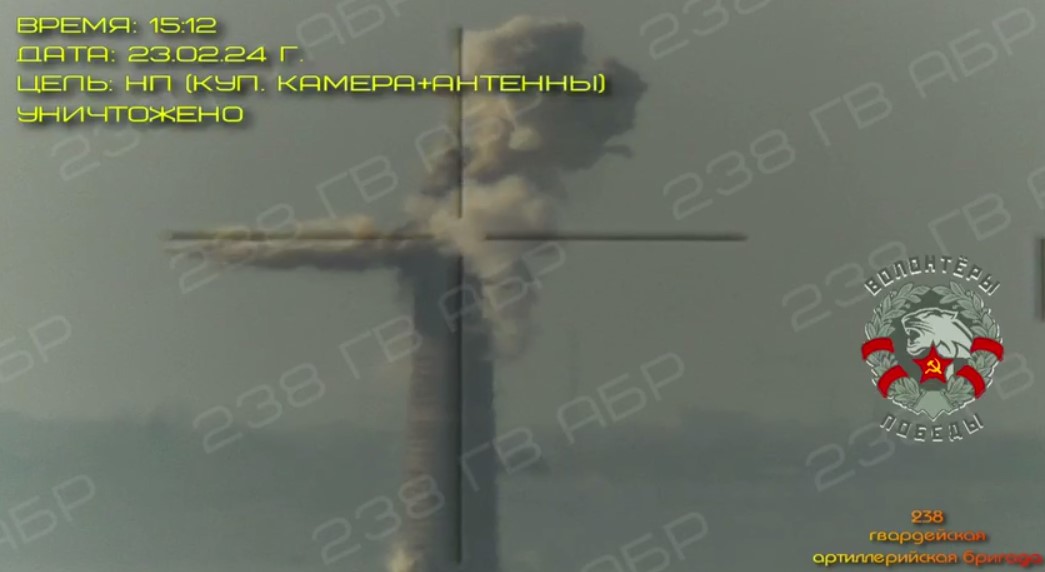 ВРЕМЯ: 15:12
ДАТА: 23.02.24 Г.
ЦЕЛЬ: НП (КУП. КАМЕРА+АНТЕННЫ)
УНИЧТОЖЕНО
238 ГВ АБР
ВОЛОНТЁРЫ
ПОБЕДЫ
238
гвардейская
артиллерийская бригада